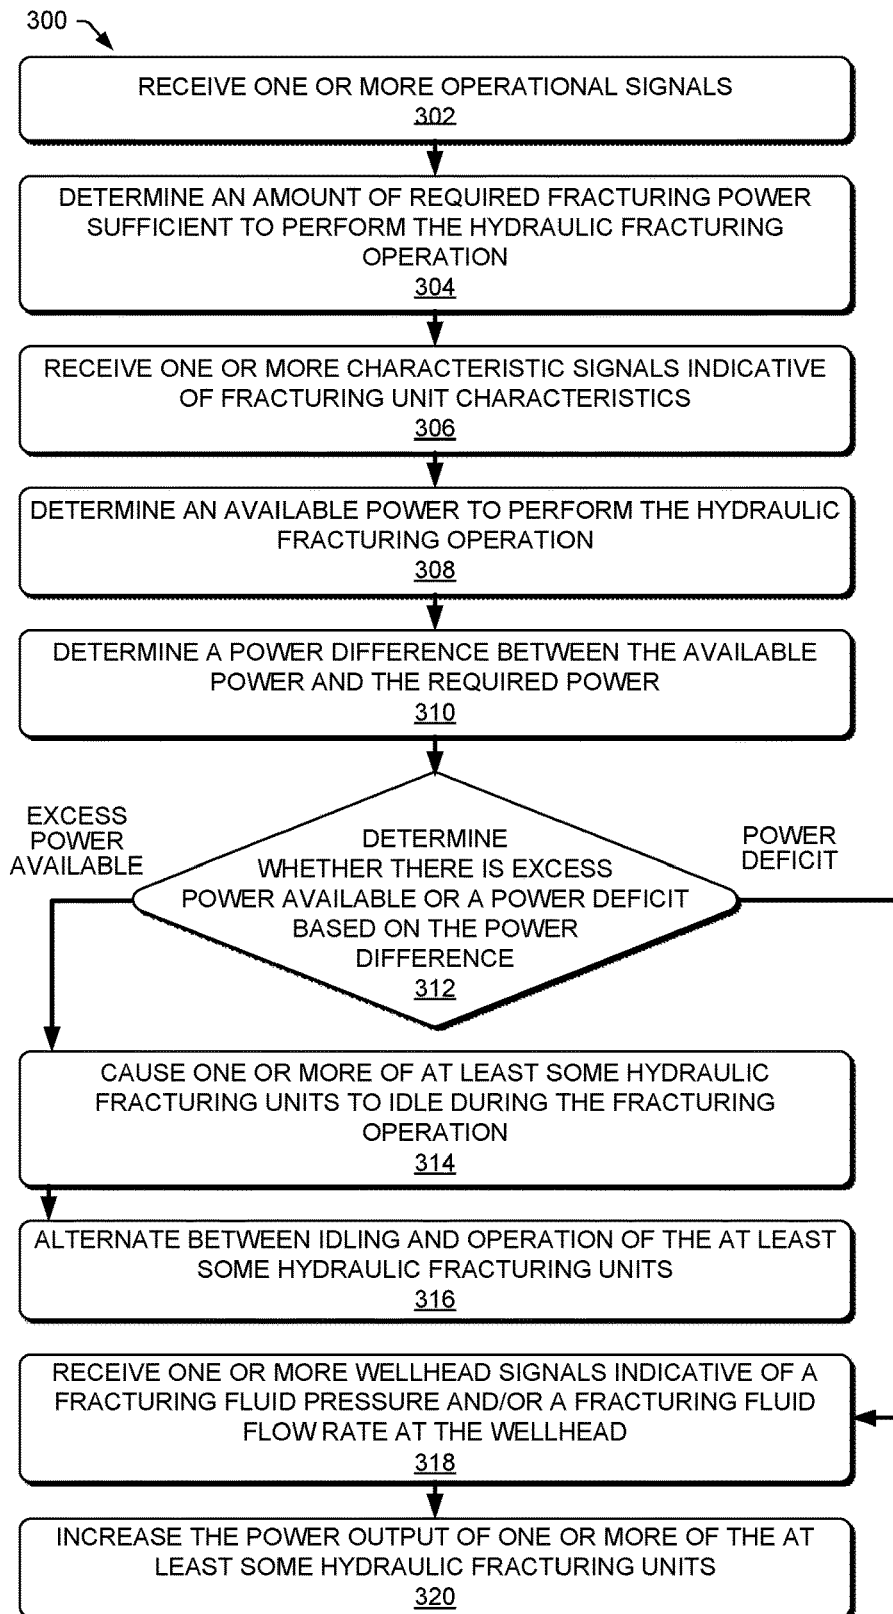 300
RECEIVE ONE OR MORE OPERATIONAL SIGNALS
302
DETERMINE AN AMOUNT OF REQUIRED FRACTURING POWER
SUFFICIENT TO PERFORM THE HYDRAULIC FRACTURING
OPERATION
304
RECEIVE ONE OR MORE CHARACTERISTIC SIGNALS INDICATIVE
OF FRACTURING UNIT CHARACTERISTICS
306
DETERMINE AN AVAILABLE POWER TO PERFORM THE HYDRAULIC
FRACTURING OPERATION
308
DETERMINE A POWER DIFFERENCE BETWEEN THE AVAILABLE
POWER AND THE REQUIRED POWER
310
EXCESS
POWER
AVAILABLE
DETERMINE
WHETHER THERE IS EXCESS
POWER AVAILABLE OR A POWER DEFICIT
BASED ON THE POWER
DIFFERENCE
312
POWER
DEFICIT
CAUSE ONE OR MORE OF AT LEAST SOME HYDRAULIC
FRACTURING UNITS TO IDLE DURING THE FRACTURING
OPERATION
314
ALTERNATE BETWEEN IDLING AND OPERATION OF THE AT LEAST
SOME HYDRAULIC FRACTURING UNITS
316
RECEIVE ONE OR MORE WELLHEAD SIGNALS INDICATIVE OF A
FRACTURING FLUID PRESSURE AND/OR A FRACTURING FLUID
FLOW RATE AT THE WELLHEAD
318
INCREASE THE POWER OUTPUT OF ONE OR MORE OF THE AT
LEAST SOME HYDRAULIC FRACTURING UNITS
320